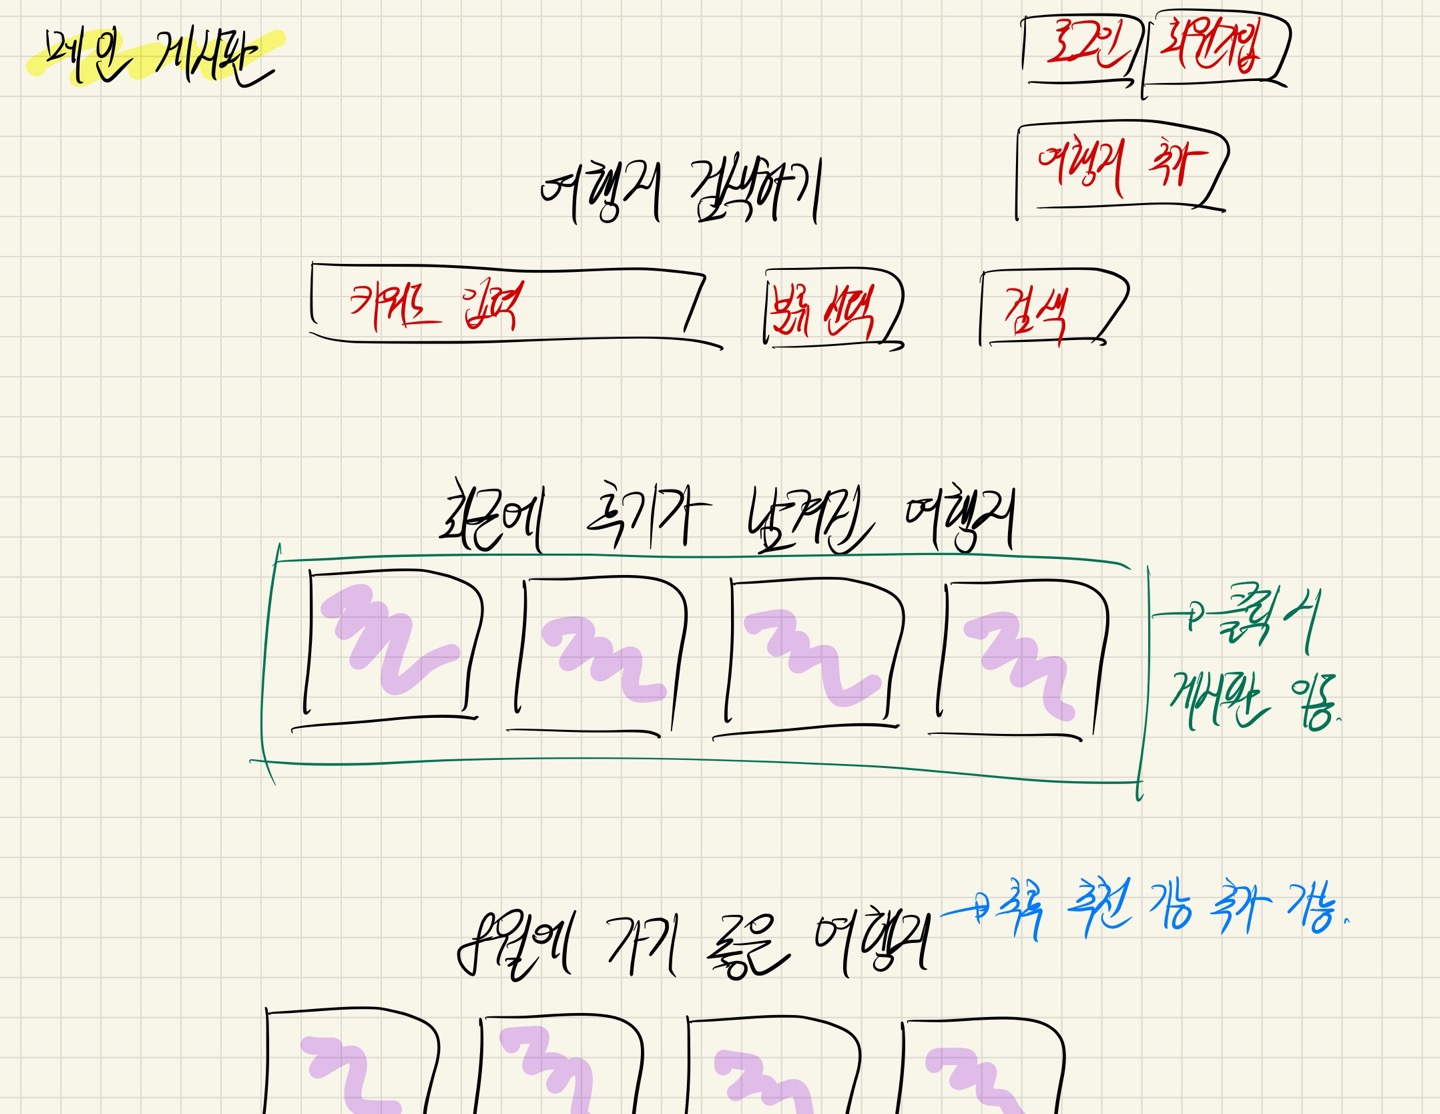 메인 게시판
로그인 회원가입
여행지 추가
여행지 검색하기
키워드 입력 분류 선택 검색
최근에 후기가 남겨진 여행지
→ 클릭 시
게시판 이동.
8월에 가기 좋은 여행지
→ 추후 추천 기능 추가 가능.